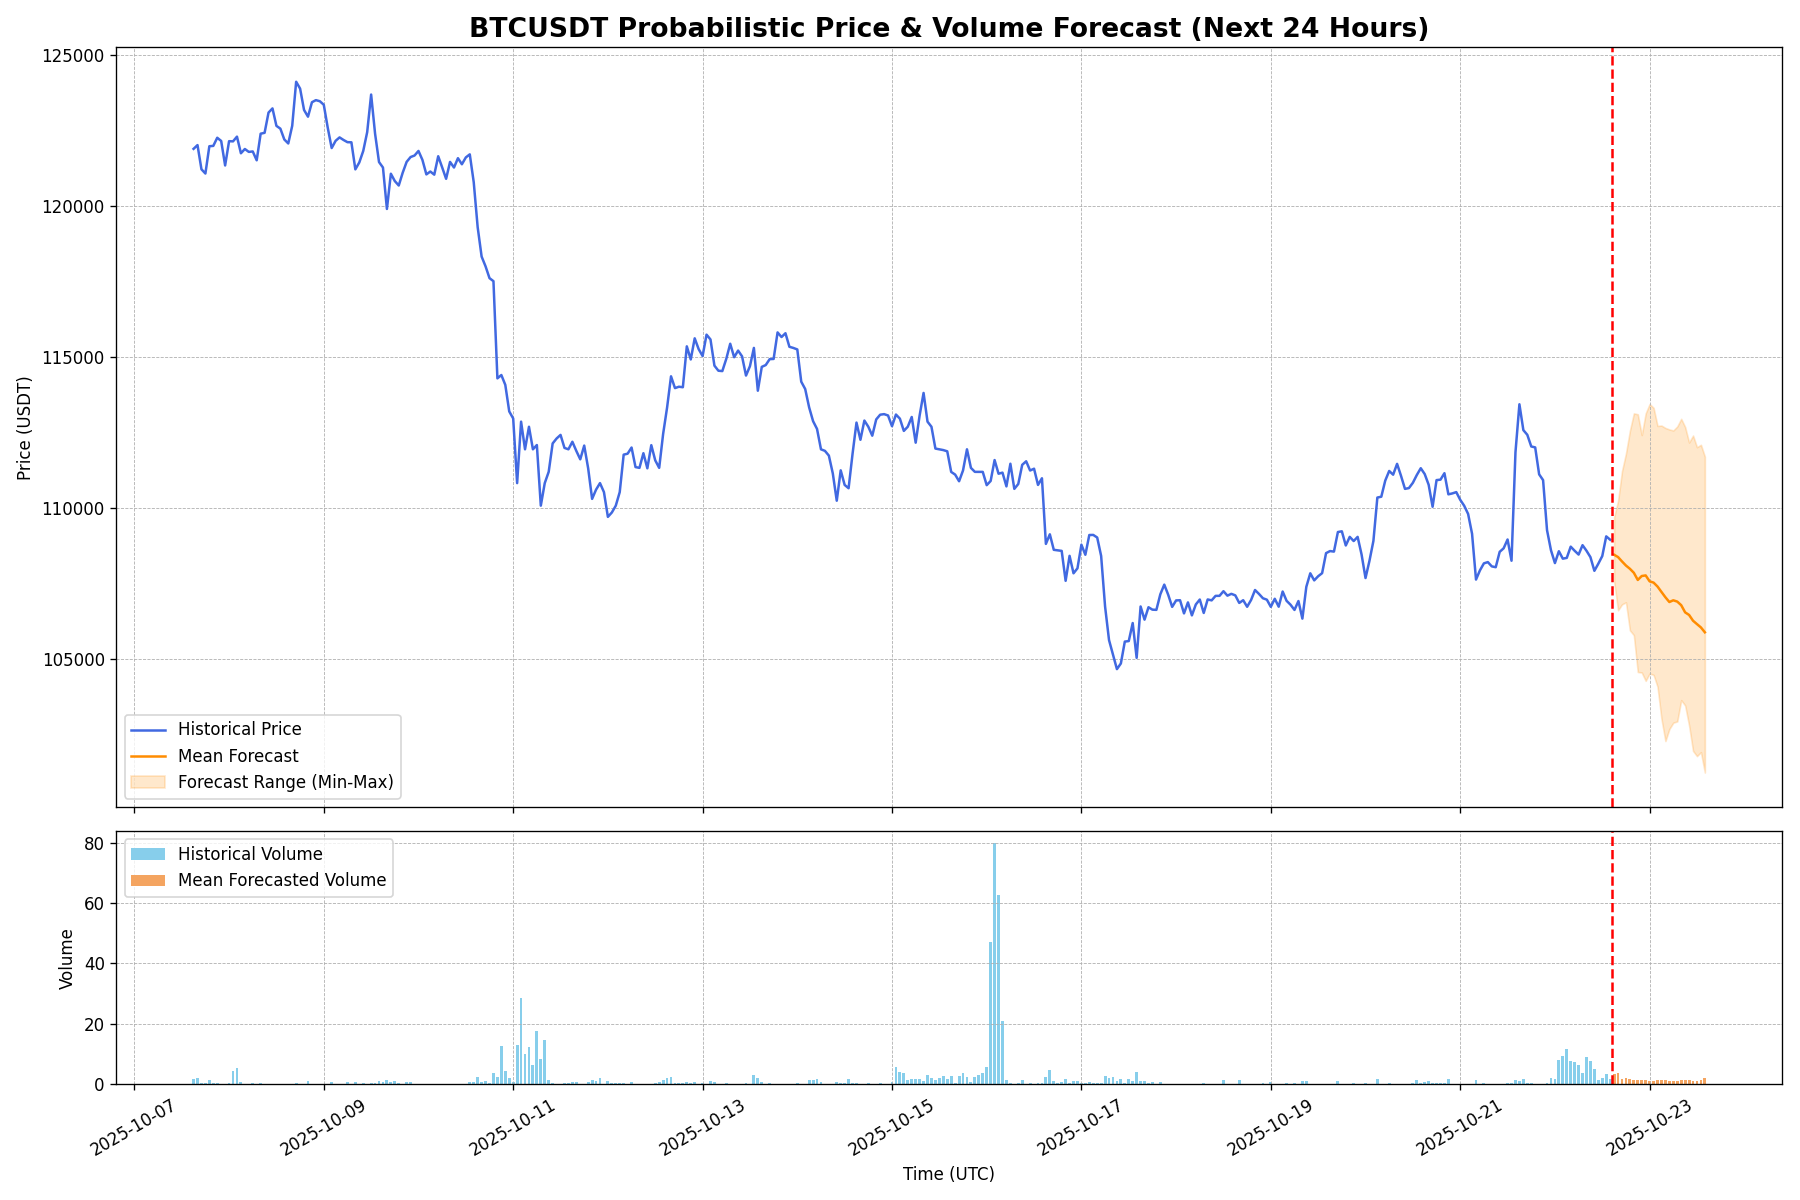 BTCUSDT Probabilistic Price & Volume Forecast (Next 24 Hours)
125000
120000
115000
110000
105000
Price (USDT)
Historical Price
Mean Forecast
Forecast Range (Min-Max)
80
60
40
20
0
Volume
Historical Volume
Mean Forecasted Volume
2025-10-07
2025-10-09
2025-10-11
2025-10-13
2025-10-15
2025-10-17
2025-10-19
2025-10-21
2025-10-23
Time (UTC)